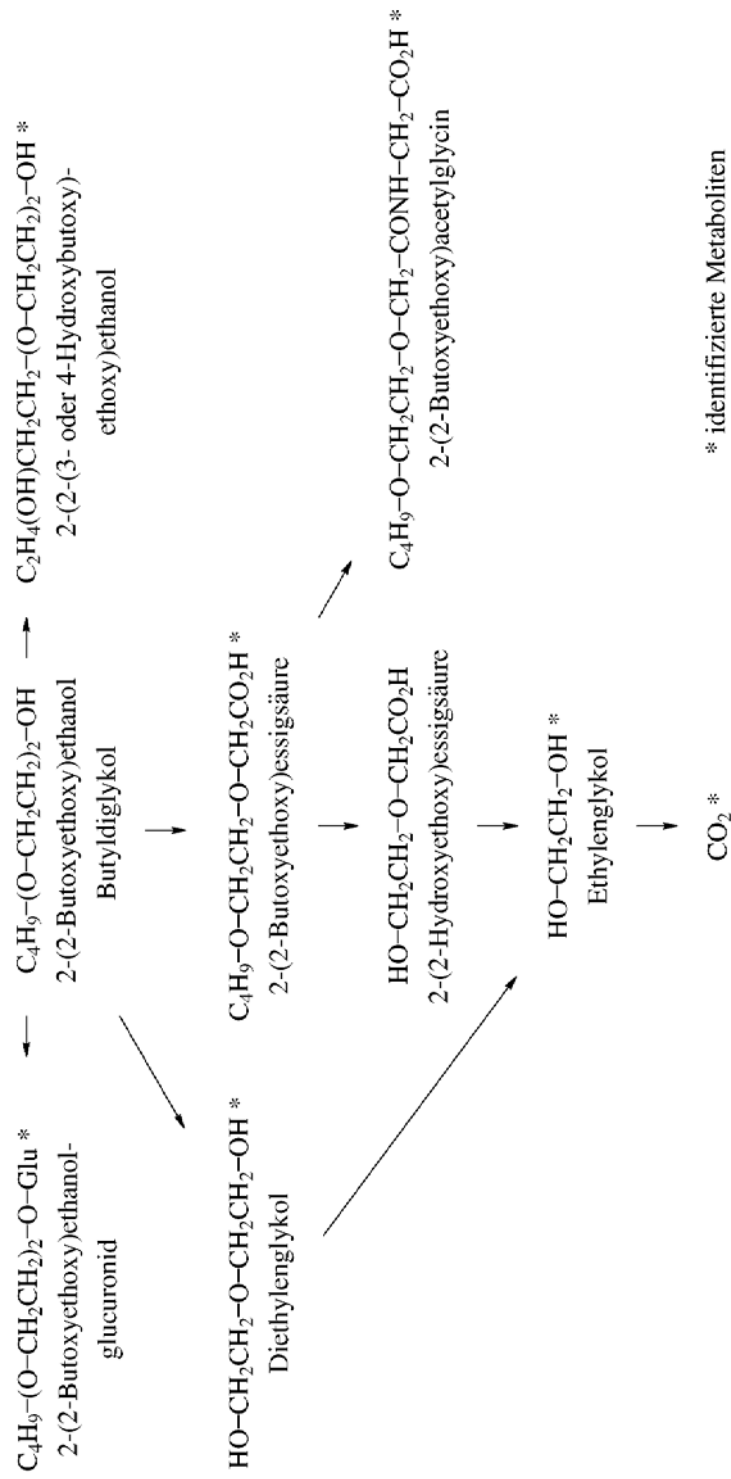 C₄H₉–(O–CH₂CH₂)₂–O–Glu *
2-(2-Butoxyethoxy)ethanol-
glucuronid
C₄H₉–(O–CH₂CH₂)₂–OH
2-(2-Butoxyethoxy)ethanol
Butyldiglykol
C₂H₄(OH)CH₂CH₂–(O–CH₂CH₂)₂–OH *
2-(2-(3- oder 4-Hydroxybutoxy)-
ethoxy)ethanol
HO–CH₂CH₂–O–CH₂CH₂–OH *
Diethylenglykol
C₄H₉–O–CH₂CH₂–O–CH₂CO₂H *
2-(2-Butoxyethoxy)essigsäure
HO–CH₂CH₂–O–CH₂CO₂H
2-(2-Hydroxyethoxy)essigsäure
C₄H₉–O–CH₂CH₂–O–CH₂–CONH–CH₂–CO₂H *
2-(2-Butoxyethoxy)acetylglycin
HO–CH₂CH₂–OH *
Ethylenglykol
CO₂ *
* identifizierte Metaboliten